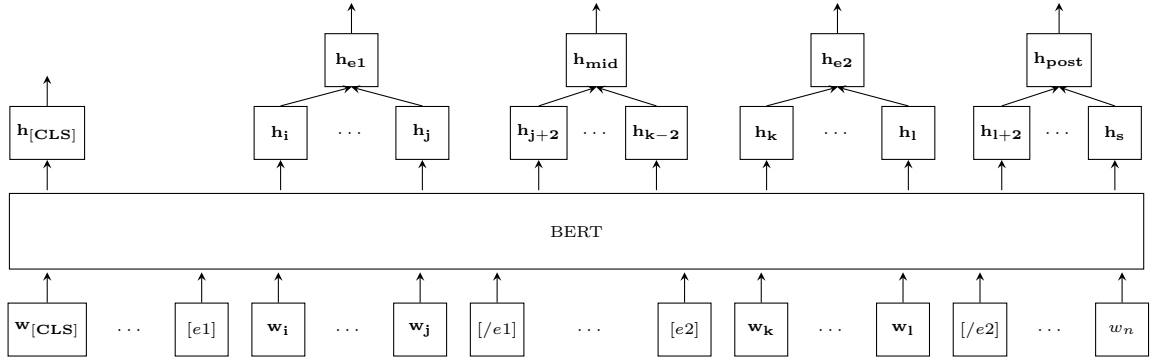 h_e1 h_mid h_e2 h_post
h_[CLS] h_i ... h_j h_j+2 ... h_k−2 h_k ... h_l h_l+2 ... h_s
BERT
w_[CLS] ... [e1] w_i ... w_j [/e1] ... [e2] w_k ... w_l [/e2] ... w_n